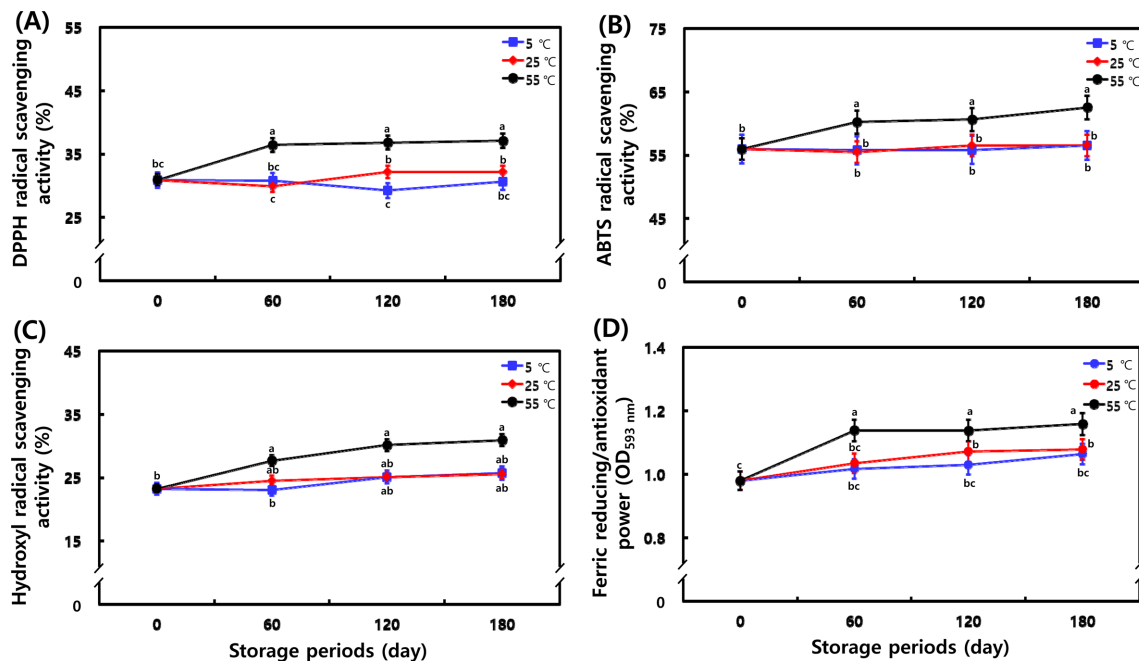 (A)
DPPH radical scavenging
activity (%)
55
45
35
25
0
5 ℃
25 ℃
55 ℃
bc
a
bc
c
a
b
c
a
b
bc
0
60
120
180
(B)
ABTS radical scavenging
activity (%)
75
65
55
45
0
5 ℃
25 ℃
55 ℃
b
a
b
b
a
b
b
a
b
b
0
60
120
180
(C)
Hydroxyl radical scavenging
activity (%)
45
35
25
15
0
5 ℃
25 ℃
55 ℃
b
a
ab
b
a
ab
ab
a
ab
ab
0
60
120
180
Storage periods (day)
(D)
Ferric reducing/antioxidant
power (OD593 nm)
1.4
1.2
1.0
0.8
0
5 ℃
25 ℃
55 ℃
c
a
bc
bc
a
b
bc
a
b
bc
0
60
120
180
Storage periods (day)